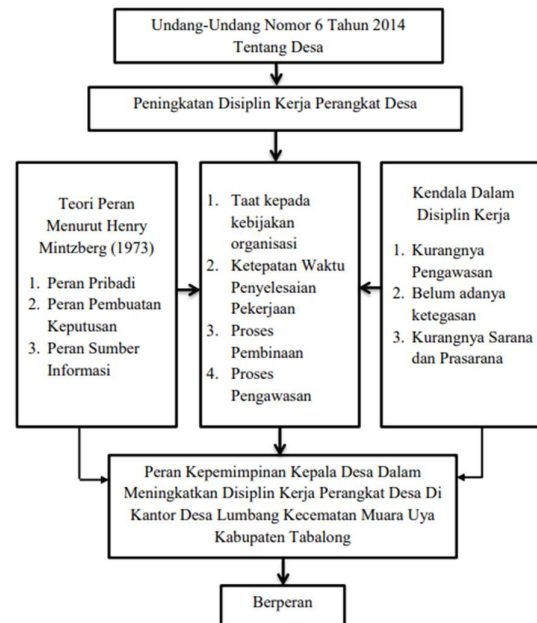 Undang-Undang Nomor 6 Tahun 2014
Tentang Desa
Peningkatan Disiplin Kerja Perangkat Desa
Teori Peran
Menurut Henry
Mintzberg (1973)
1. Peran Pribadi
2. Peran Pembuatan
Keputusan
3. Peran Sumber
Informasi
1. Taat kepada
kebijakan
organisasi
2. Ketepatan Waktu
Penyelesaian
Pekerjaan
3. Proses
Pembinaan
4. Proses
Pengawasan
Kendala Dalam
Disiplin Kerja
1. Kurangnya
Pengawasan
2. Belum adanya
ketegasan
3. Kurangnya Sarana
dan Prasarana
Peran Kepemimpinan Kepala Desa Dalam
Meningkatkan Disiplin Kerja Perangkat Desa Di
Kantor Desa Lumbang Kecematan Muara Uya
Kabupaten Tabalong
Berperan